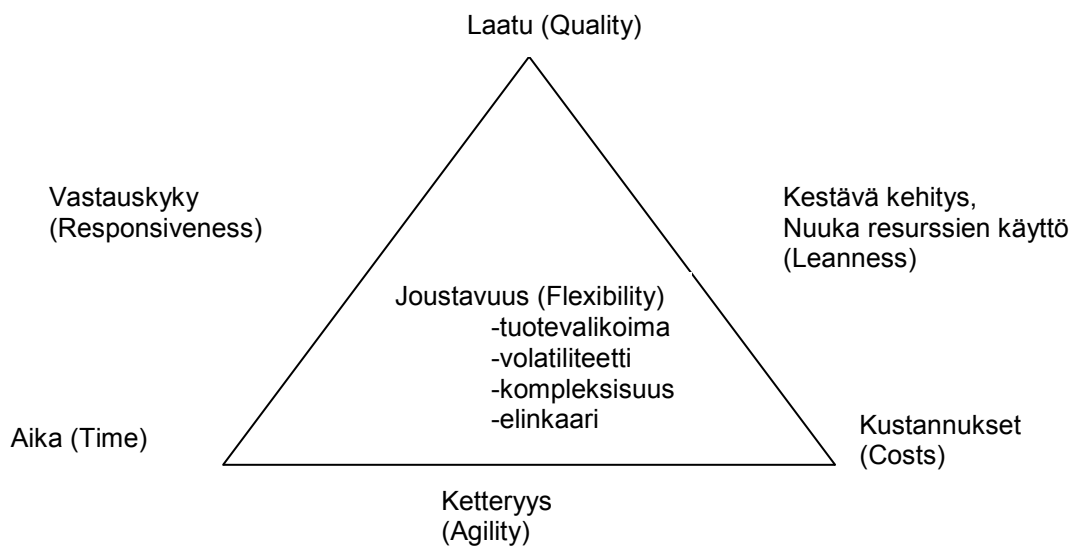 Laatu (Quality)
Vastauskyky
(Responsiveness)
Kestävä kehitys,
Nuuka resurssien käyttö
(Leanness)
Joustavuus (Flexibility)
-tuotevalikoima
-volatiliteetti
-kompleksisuus
-elinkaari
Aika (Time)
Kustannukset
(Costs)
Ketteryys
(Agility)